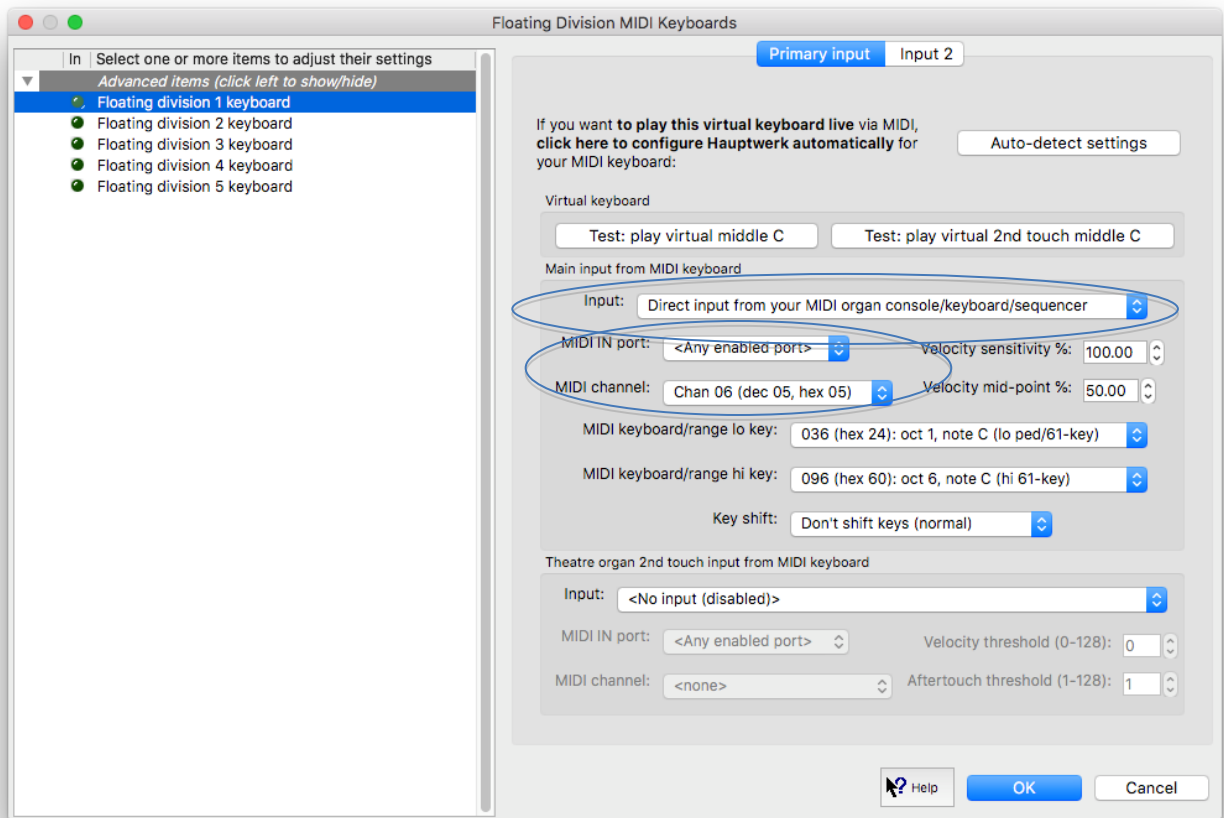 Floating Division MIDI Keyboards
In Select one or more items to adjust their settings
Advanced items (click left to show/hide)
Floating division 1 keyboard
Floating division 2 keyboard
Floating division 3 keyboard
Floating division 4 keyboard
Floating division 5 keyboard
Primary input Input 2
If you want to play this virtual keyboard live via MIDI,
click here to configure Hauptwerk automatically for
your MIDI keyboard:
Auto-detect settings
Virtual keyboard
Test: play virtual middle C Test: play virtual 2nd touch middle C
Main input from MIDI keyboard
Input: Direct input from your MIDI organ console/keyboard/sequencer
MIDI IN port: <Any enabled port> Velocity sensitivity %: 100.00
MIDI channel: Chan 06 (dec 05, hex 05) Velocity mid-point %: 50.00
MIDI keyboard/range lo key: 036 (hex 24): oct 1, note C (lo ped/61-key)
MIDI keyboard/range hi key: 096 (hex 60): oct 6, note C (hi 61-key)
Key shift: Don't shift keys (normal)
Theatre organ 2nd touch input from MIDI keyboard
Input: <No input (disabled)>
MIDI IN port: <Any enabled port> Velocity threshold (0-128): 0
MIDI channel: <none> Aftertouch threshold (1-128): 1
? Help OK Cancel